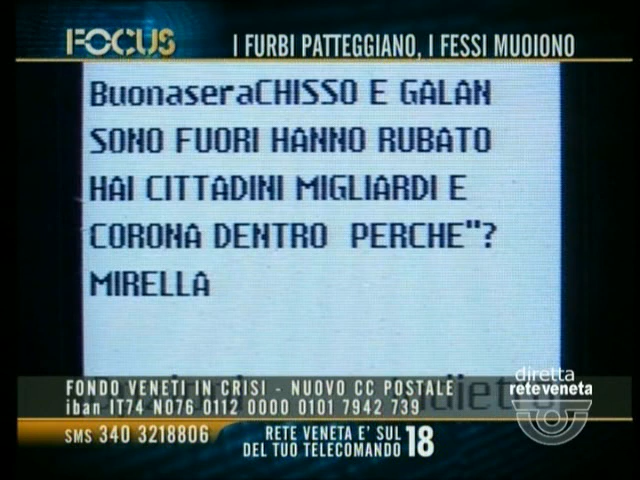 FOCUS
I FURBI PATTEGGIANO, I FESSI MUOIONO
BuonaseraCHISSO E GALAN
SONO FUORI HANNO RUBATO
HAI CITTADINI MIGLIARDI E
CORONA DENTRO PERCHE"?
MIRELLA
FONDO VENETI IN CRISI - NUOVO CC POSTALE
iban IT74 N076 0112 0000 0101 7942 739
diretta
reteveneta
SMS 340 3218806
RETE VENETA E' SUL
DEL TUO TELECOMANDO 18